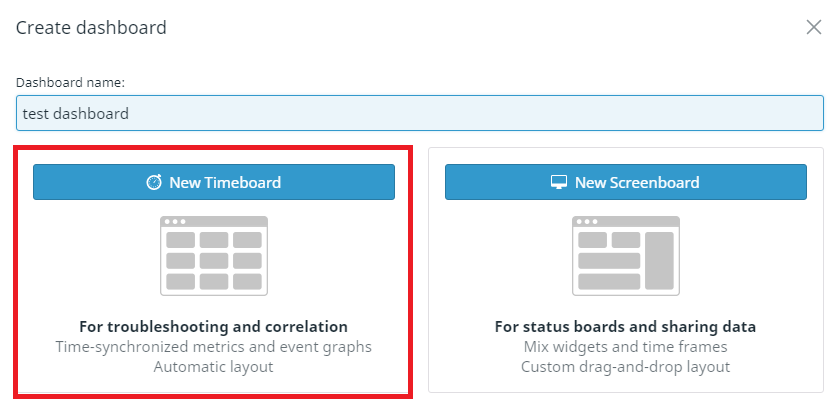 Create dashboard
Dashboard name:
test dashboard
New Timeboard
For troubleshooting and correlation
Time-synchronized metrics and event graphs
Automatic layout
New Screenboard
For status boards and sharing data
Mix widgets and time frames
Custom drag-and-drop layout